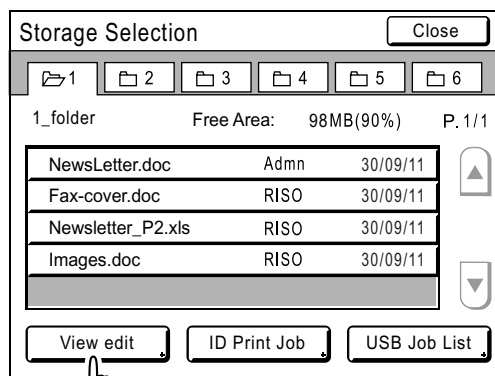 Storage Selection Close
1 2 3 4 5 6
1_folder Free Area: 98MB(90%) P.1/1
NewsLetter.doc Admn 30/09/11
Fax-cover.doc RISO 30/09/11
Newsletter_P2.xls RISO 30/09/11
Images.doc RISO 30/09/11
View edit ID Print Job USB Job List